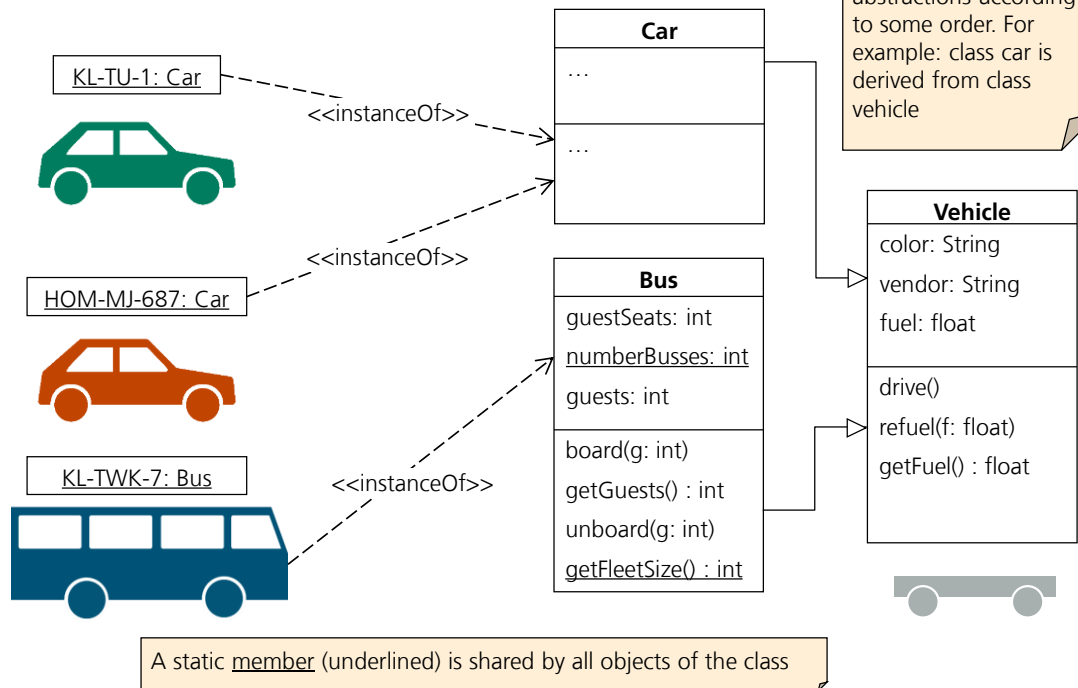 abstractions according
to some order. For
example: class car is
derived from class
vehicle
Car
...
...
KL-TU-1: Car
<<instanceOf>>
HOM-MJ-687: Car
<<instanceOf>>
KL-TWK-7: Bus
<<instanceOf>>
Bus
guestSeats: int
numberBusses: int
guests: int
board(g: int)
getGuests() : int
unboard(g: int)
getFleetSize() : int
Vehicle
color: String
vendor: String
fuel: float
drive()
refuel(f: float)
getFuel() : float
A static member (underlined) is shared by all objects of the class